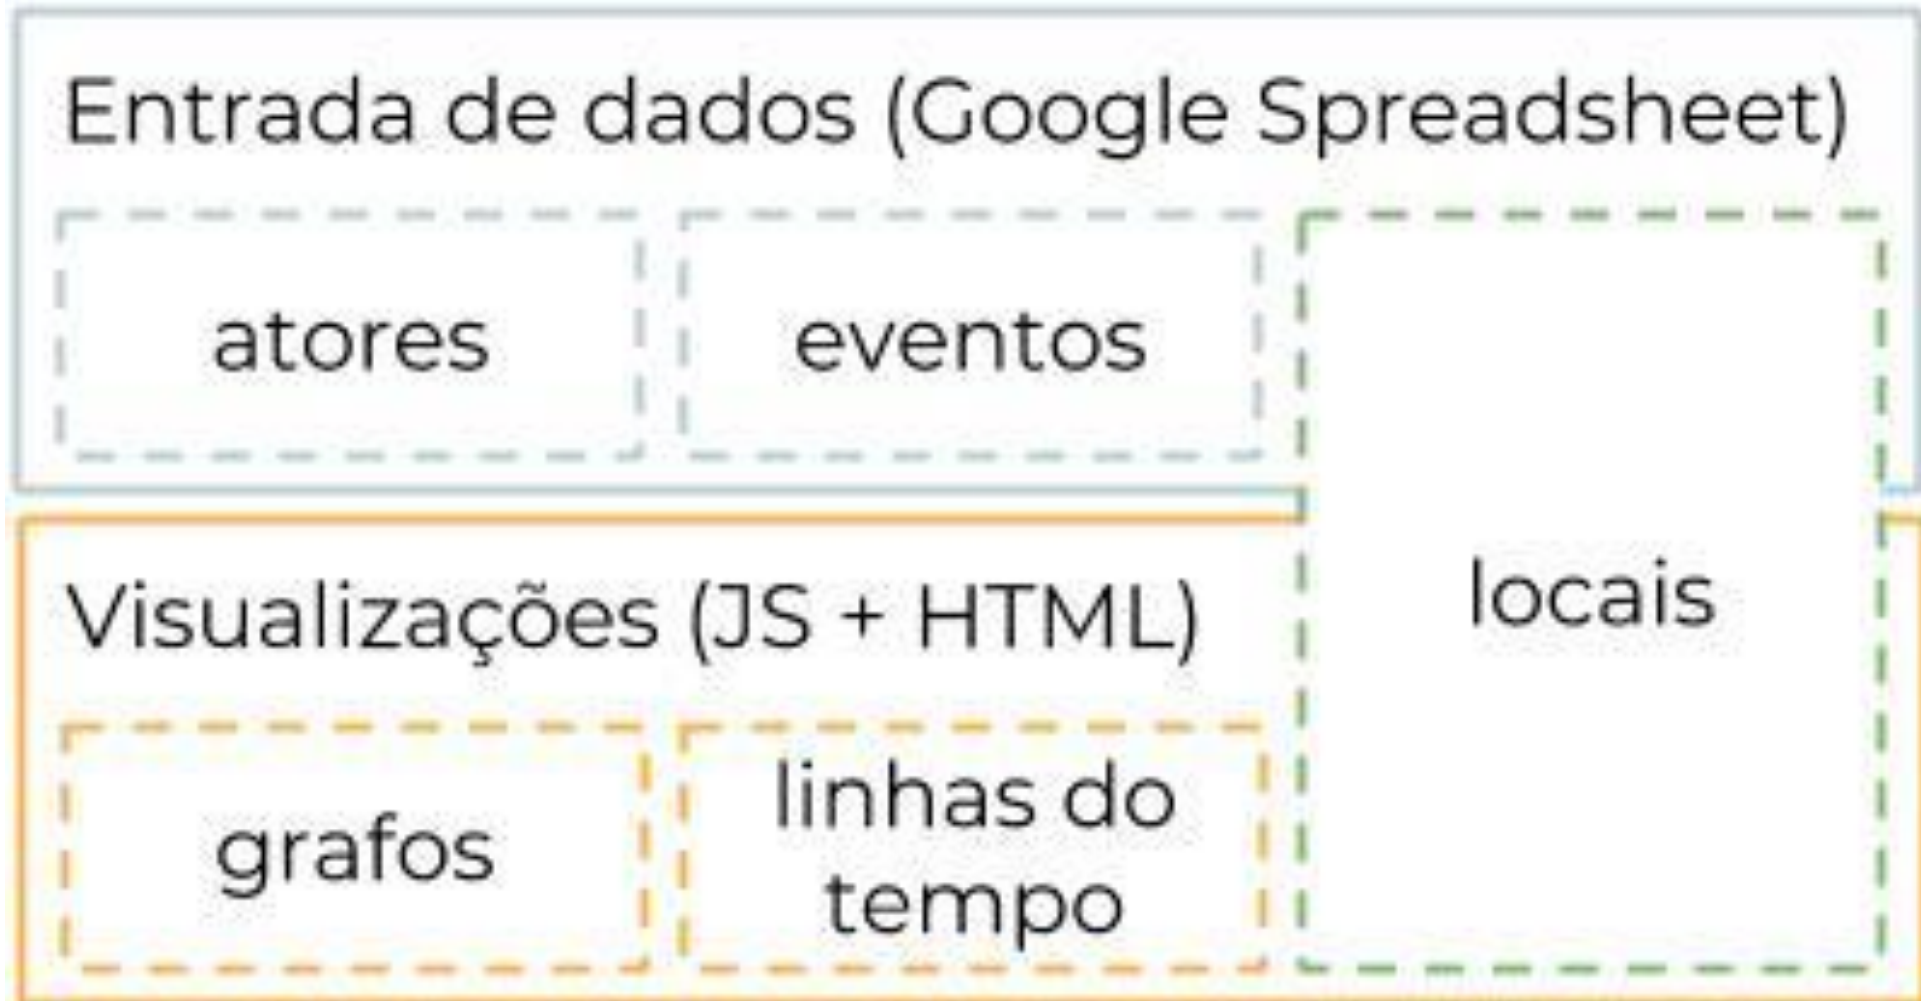 Entrada de dados (Google Spreadsheet)
atores
eventos
locais
Visualizações (JS + HTML)
grafos
linhas do
tempo